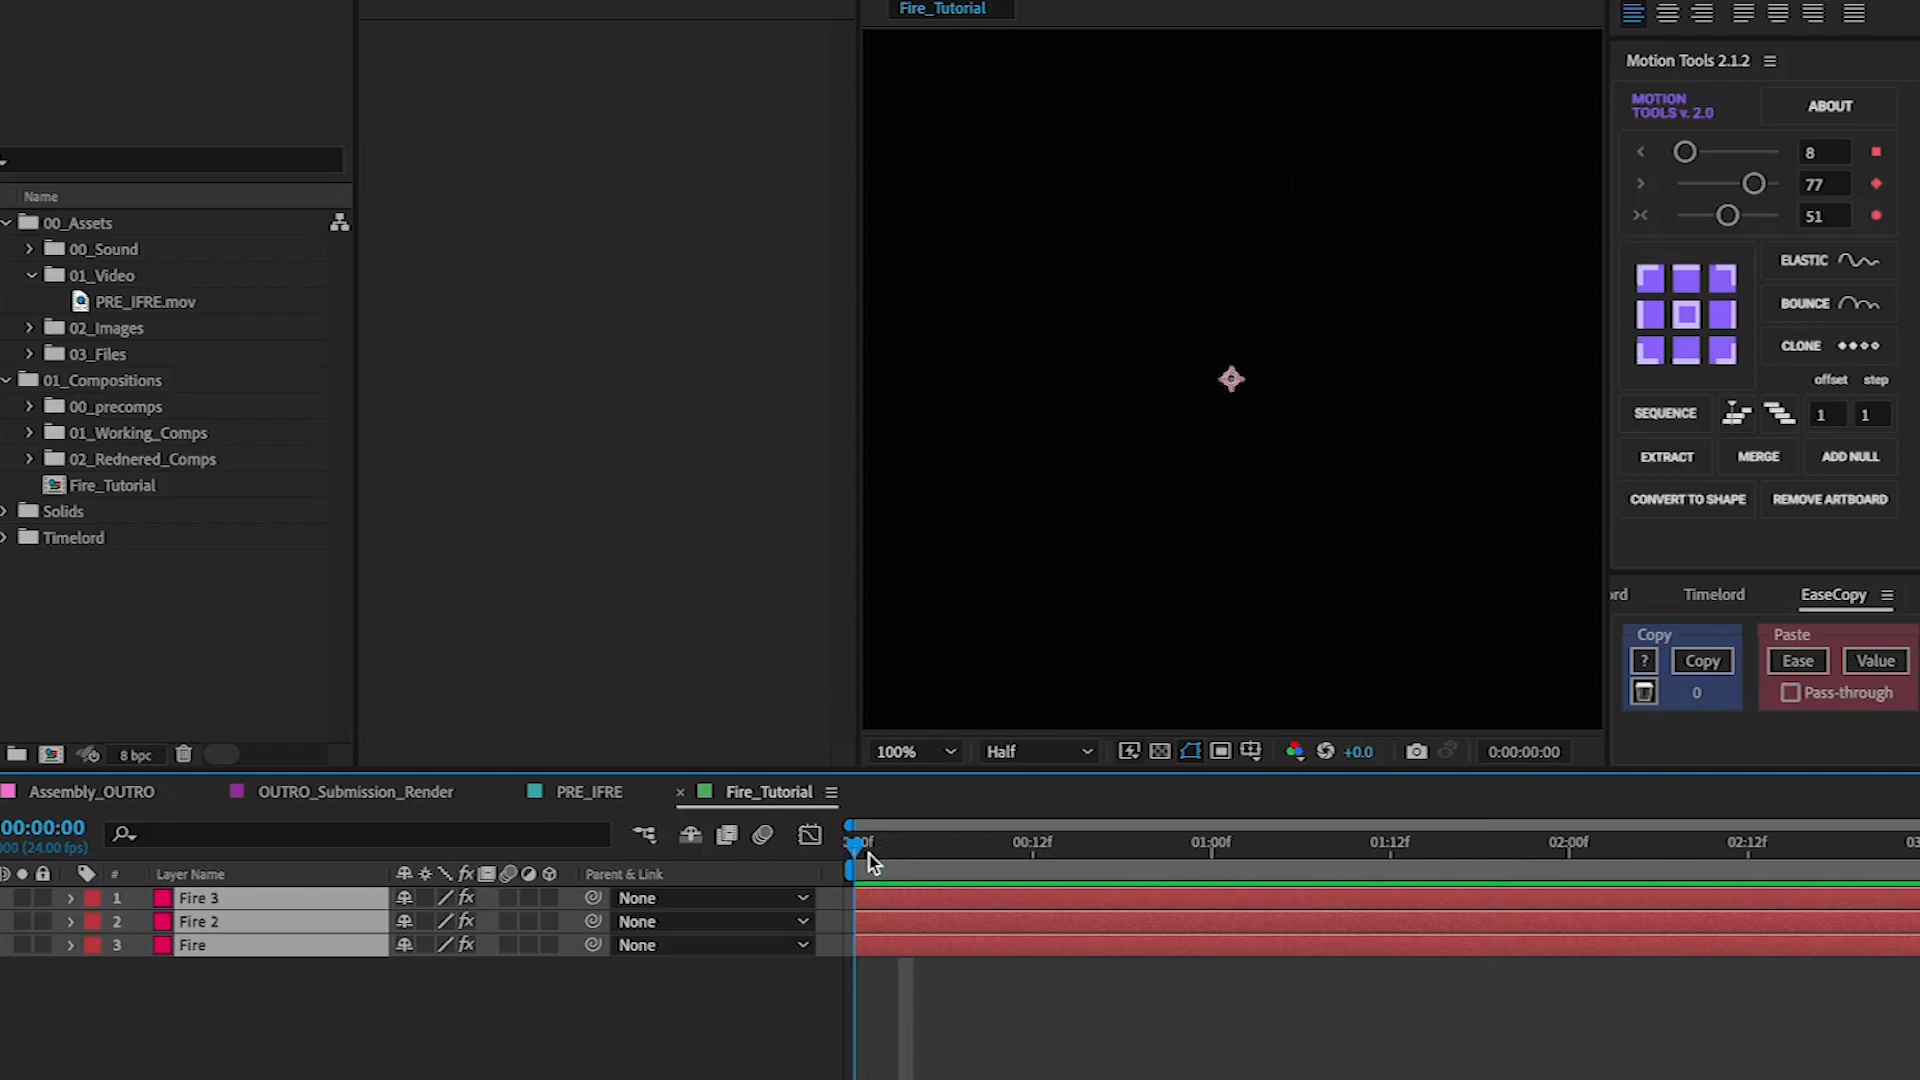 Fire_Tutorial
Name
00_Assets
00_Sound
01_Video
PRE_IFRE.mov
02_Images
03_Files
01_Compositions
00_precomps
01_Working_Comps
02_Rednered_Comps
Fire_Tutorial
Solids
Timelord
8 bpc
100%
Half
+0.0
0:00:00:00
Motion Tools 2.1.2
MOTION
TOOLS v. 2.0
ABOUT
8
77
51
ELASTIC
BOUNCE
CLONE
offset step
SEQUENCE
1 1
EXTRACT MERGE ADD NULL
CONVERT TO SHAPE REMOVE ARTBOARD
ord Timelord EaseCopy
Copy Paste
? Copy Ease Value
0 Pass-through
Assembly_OUTRO OUTRO_Submission_Render PRE_IFRE × Fire_Tutorial
00:00:00
000 (24.00 fps)
00:12f 01:00f 01:12f 02:00f 02:12f 03
# Layer Name fx Parent & Link
1 Fire 3 fx None
2 Fire 2 fx None
3 Fire fx None